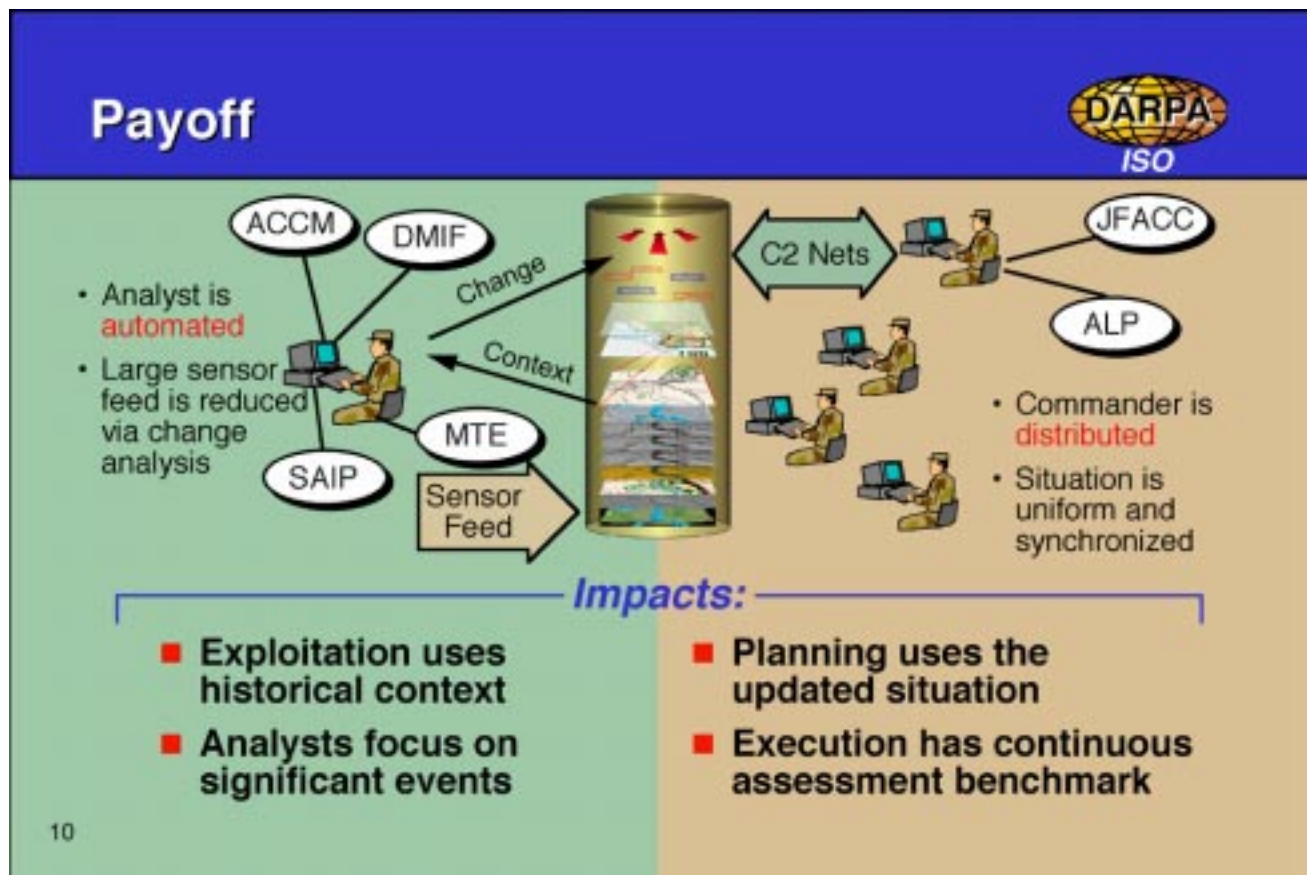 Payoff
DARPA
ISO
ACCM
DMIF
Change
Context
• Analyst is
automated
• Large sensor
feed is reduced
via change
analysis
SAIP
MTE
Sensor
Feed
C2 Nets
JFACC
ALP
• Commander is
distributed
• Situation is
uniform and
synchronized
Impacts:
Exploitation uses
historical context
Analysts focus on
significant events
Planning uses the
updated situation
Execution has continuous
assessment benchmark
10